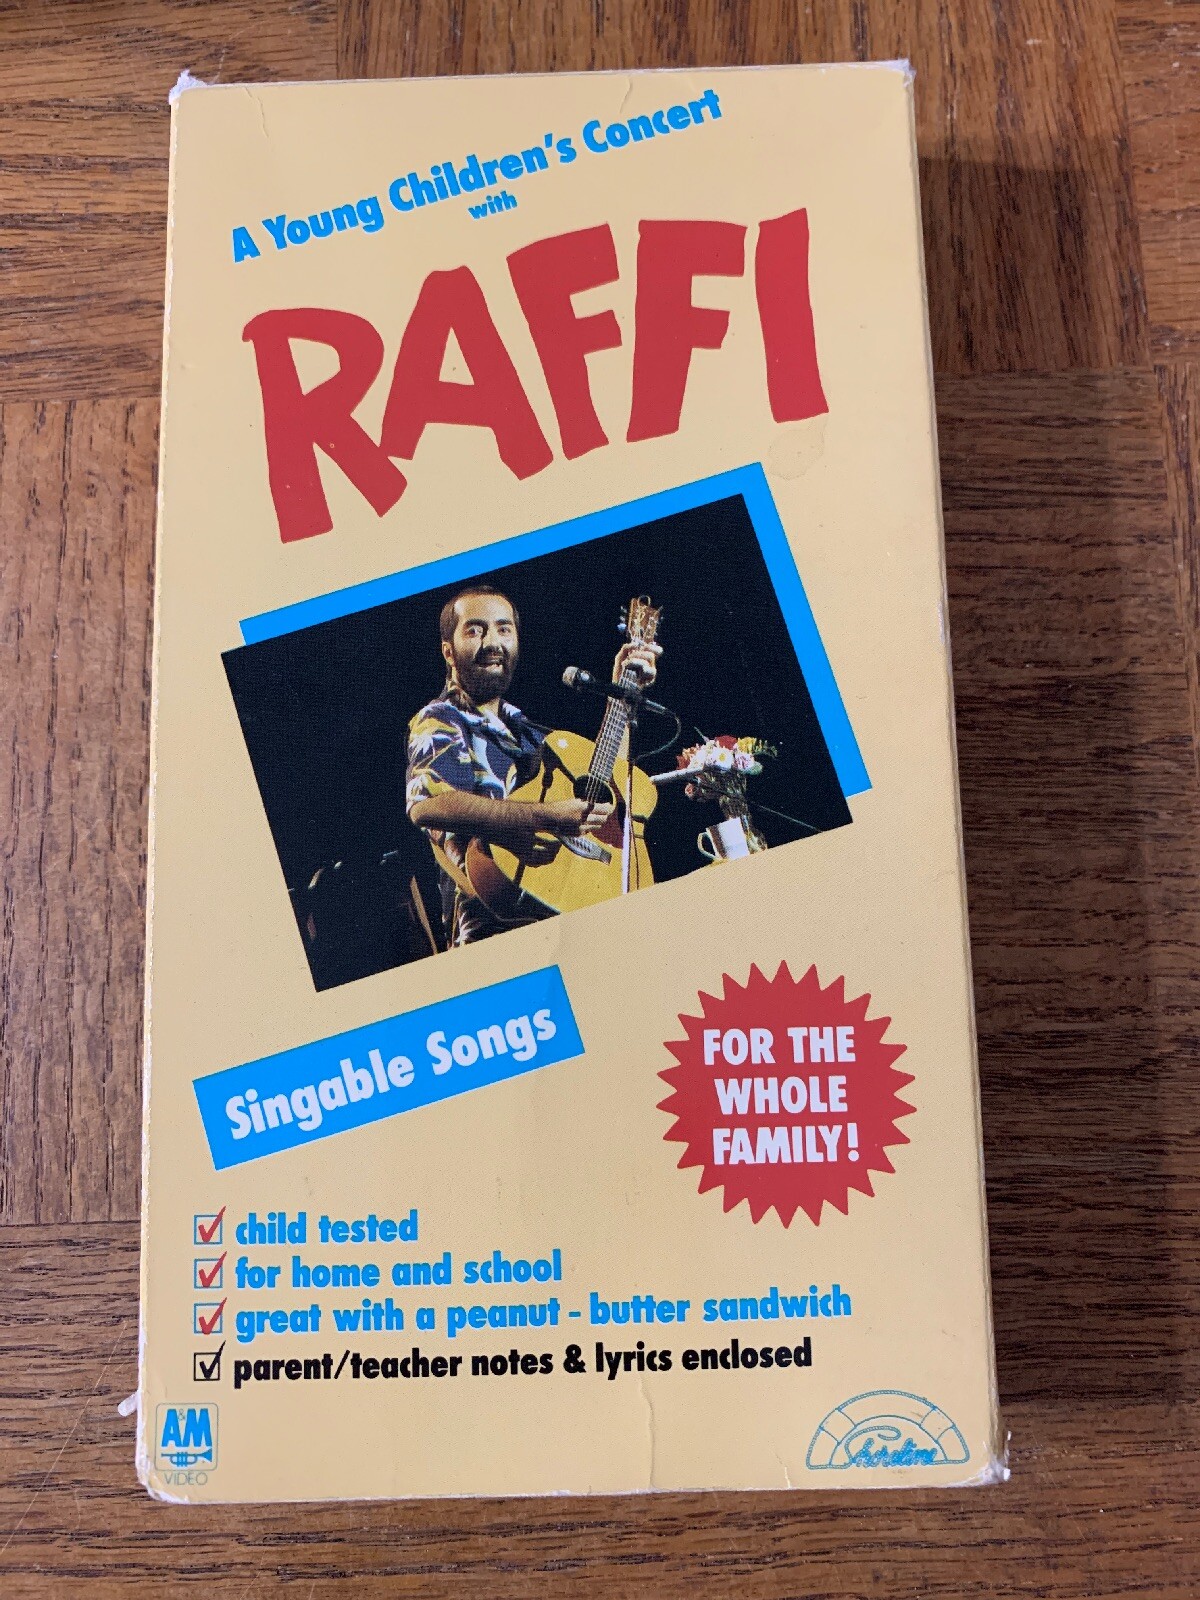 A Young Children's Concert
with
RAFFI
Singable Songs
FOR THE
WHOLE
FAMILY!
child tested
for home and school
great with a peanut-butter sandwich
parent/teacher notes & lyrics enclosed
A&M
VIDEO
Shoreline